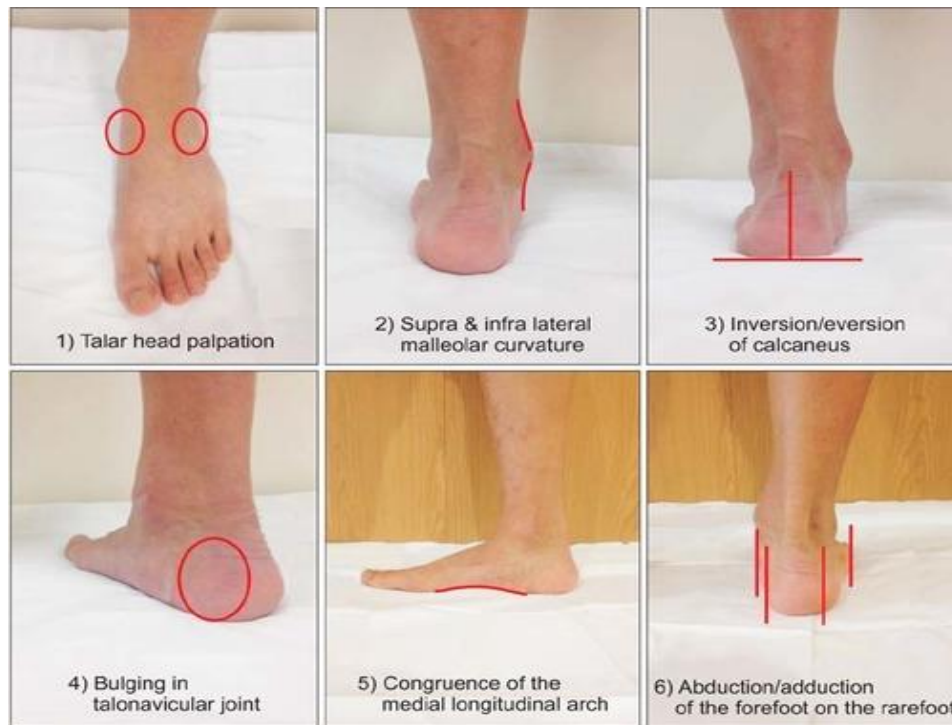 1) Talar head palpation
2) Supra & infra lateral
malleolar curvature
3) Inversion/eversion
of calcaneus
4) Bulging in
talonavicular joint
5) Congruence of the
medial longitudinal arch
6) Abduction/adduction
of the forefoot on the rarefoot